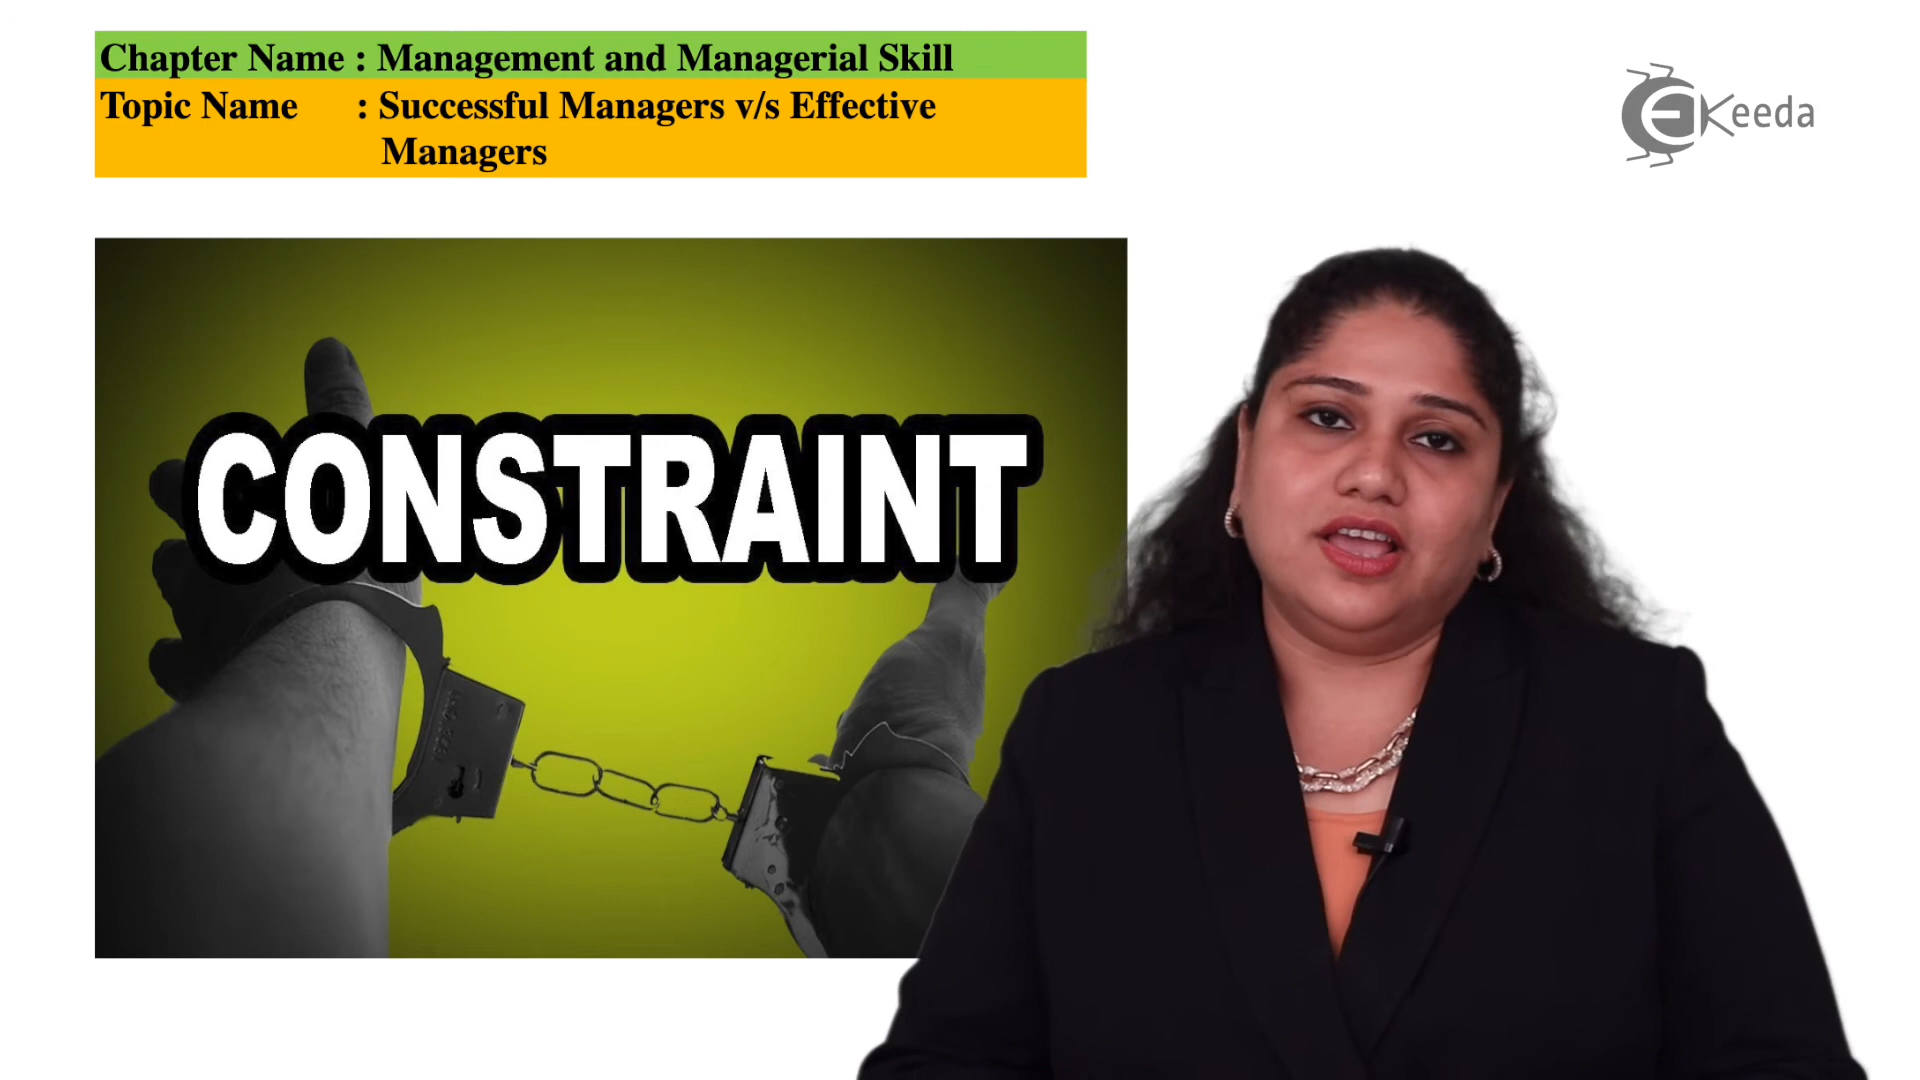 Chapter Name : Management and Managerial Skill
Topic Name : Successful Managers v/s Effective
Managers
EKeeda
CONSTRAINT